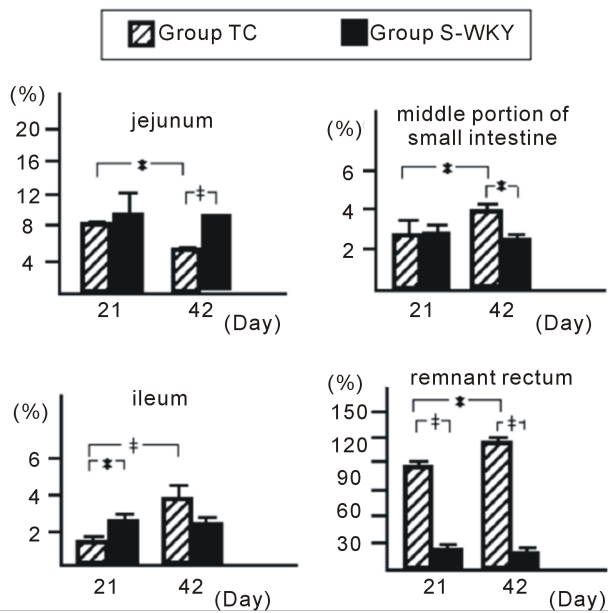 Group TC Group S-WKY
(%)
jejunum
20
16
12
8
4
21 42 (Day)
(%)
middle portion of
small intestine
6
4
2
21 42 (Day)
(%)
ileum
6
4
2
21 42 (Day)
(%)
remnant rectum
150
120
90
60
30
21 42 (Day)